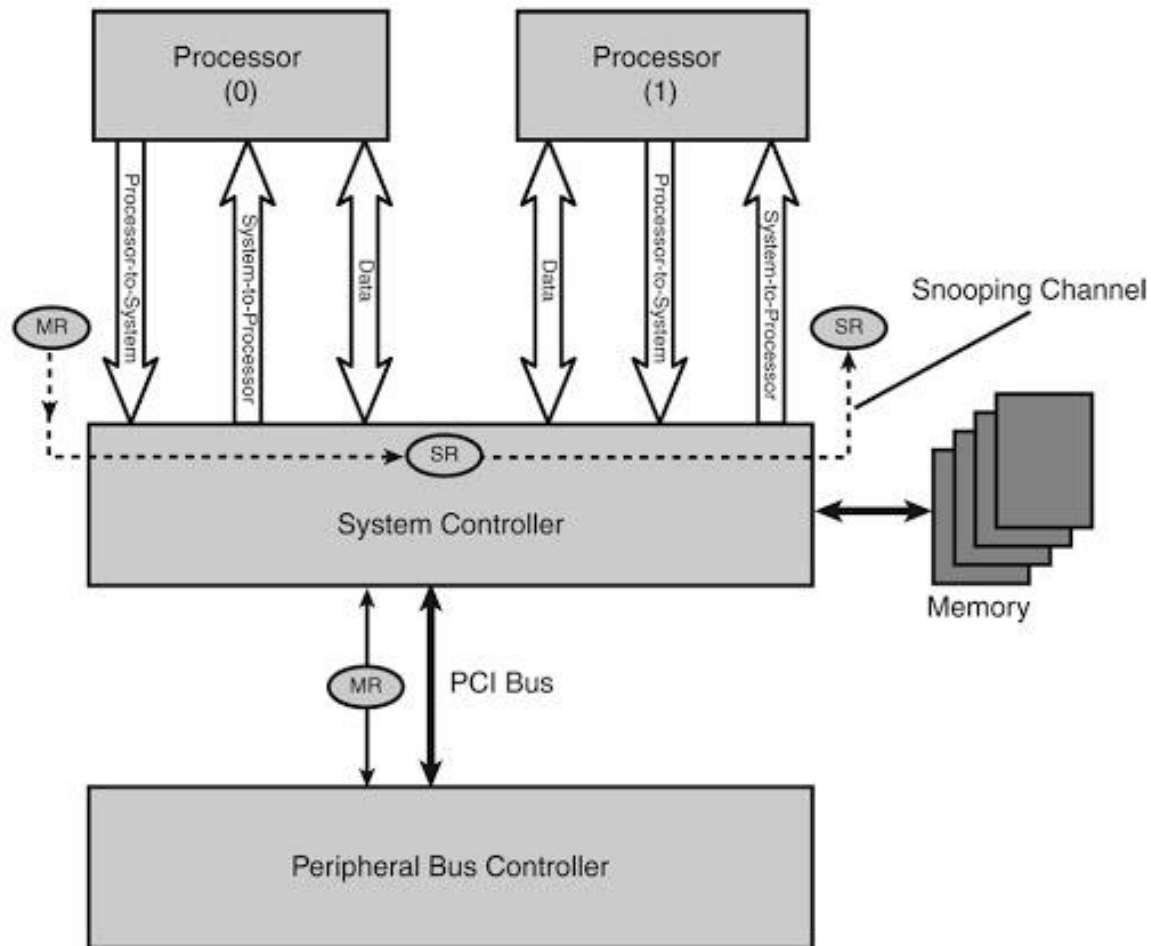 Processor
(0)
Processor
(1)
Processor-to-System
System-to-Processor
Data
Data
Processor-to-System
System-to-Processor
Snooping Channel
MR
SR
SR
System Controller
Memory
MR
PCI Bus
Peripheral Bus Controller